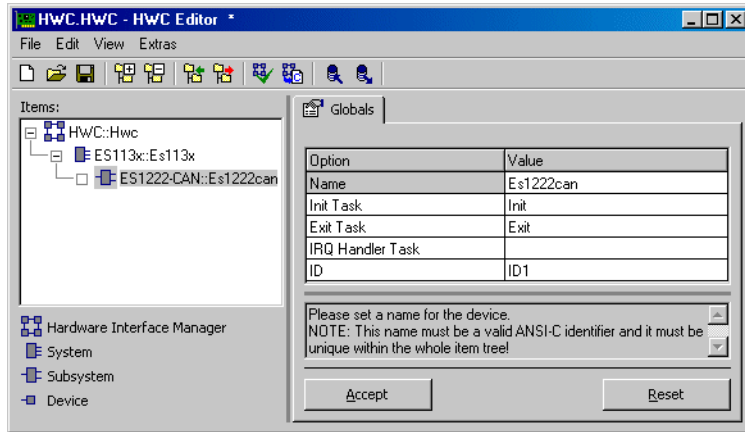 HWC.HWC - HWC Editor *
File Edit View Extras
Items:
HWC::Hwc
ES113x::Es113x
ES1222-CAN::Es1222can
Hardware Interface Manager
System
Subsystem
Device
Globals
Option Value
Name Es1222can
Init Task Init
Exit Task Exit
IRQ Handler Task
ID ID1
Please set a name for the device.
NOTE: This name must be a valid ANSI-C identifier and it must be
unique within the whole item tree!
Accept Reset